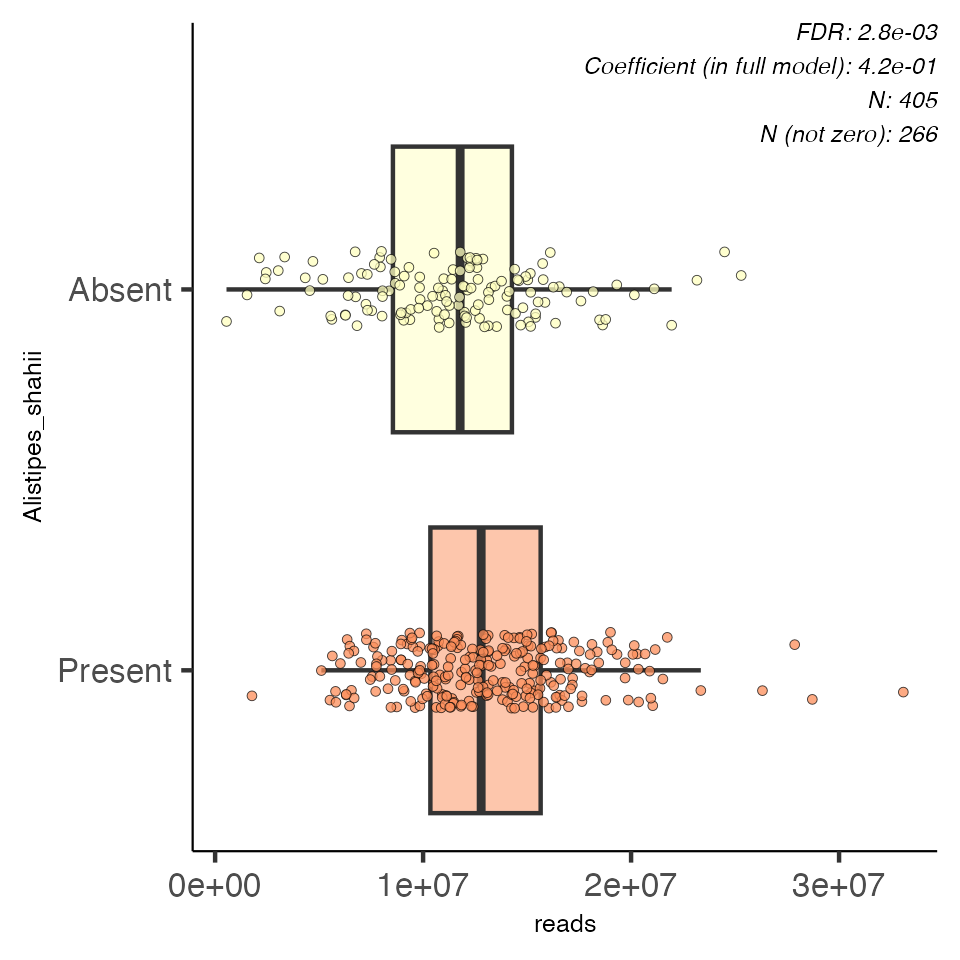 FDR: 2.8e-03
Coefficient (in full model): 4.2e-01
N: 405
N (not zero): 266
Absent
Alistipes_shahii
Present
0e+00 1e+07 2e+07 3e+07
reads